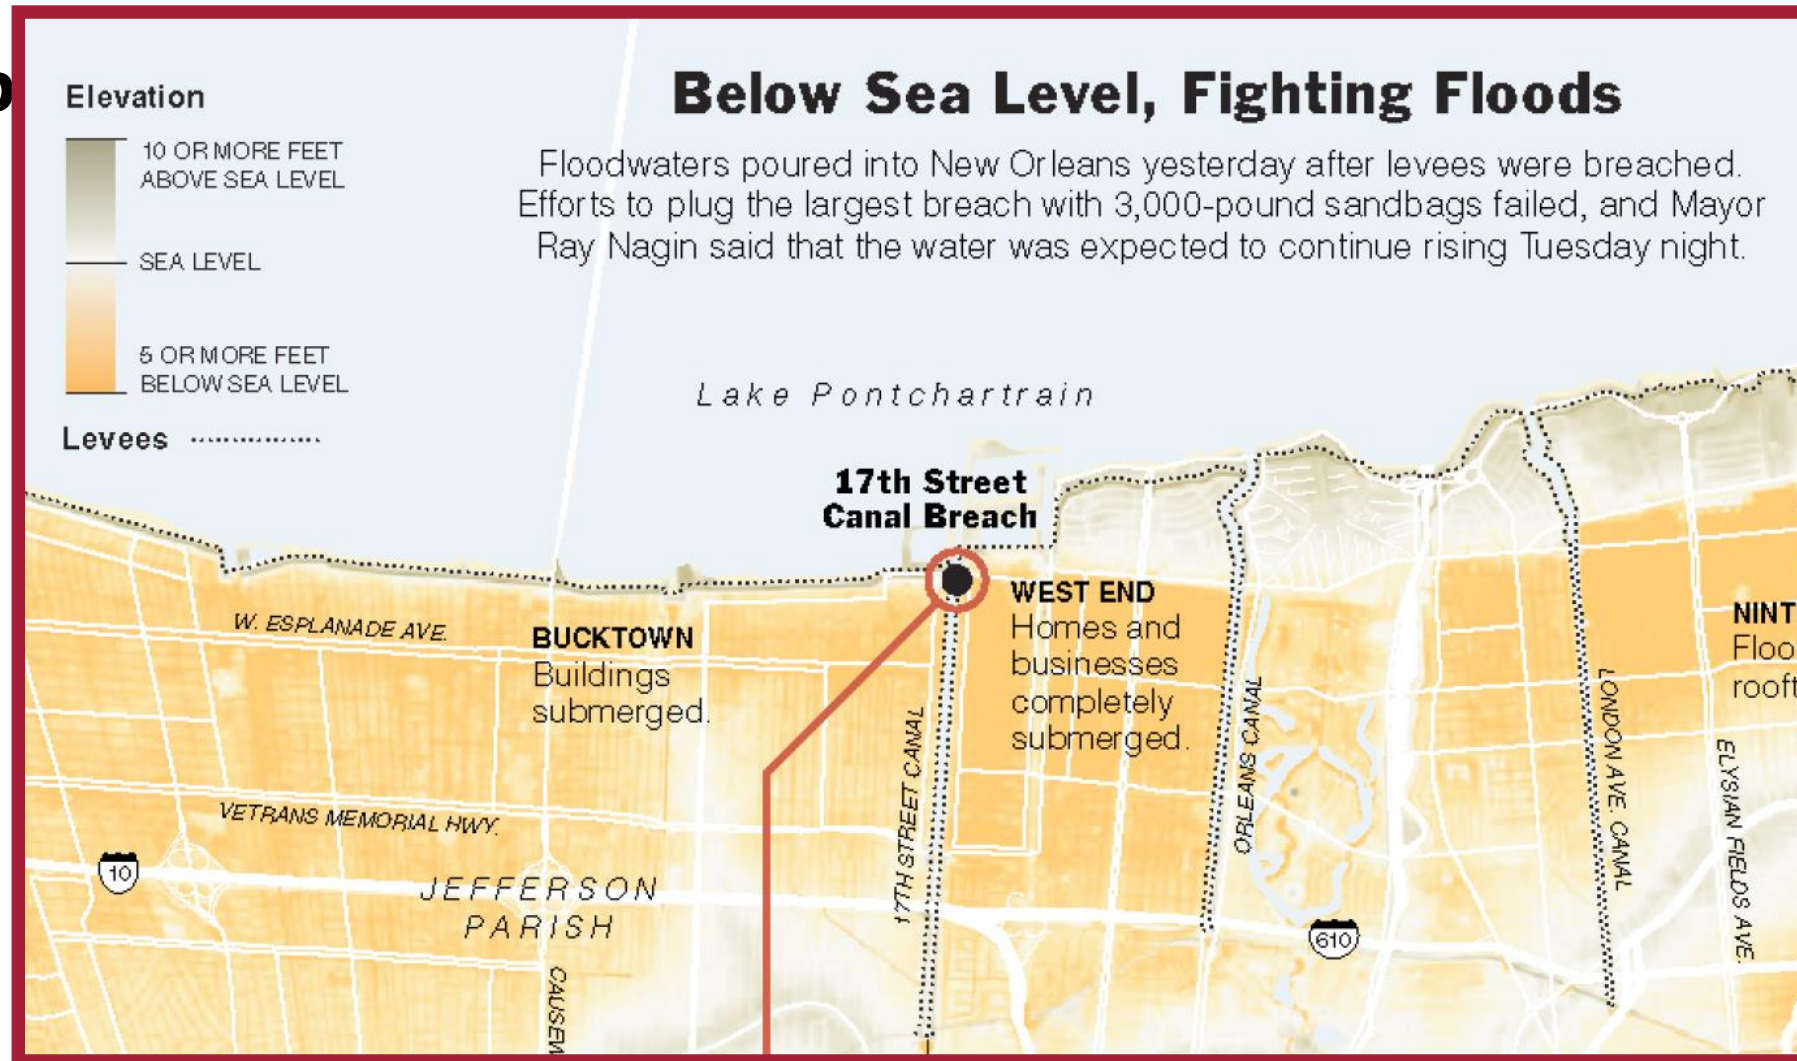 Below Sea Level, Fighting Floods
Floodwaters poured into New Orleans yesterday after levees were breached.
Efforts to plug the largest breach with 3,000-pound sandbags failed, and Mayor
Ray Nagin said that the water was expected to continue rising Tuesday night.
Elevation
10 OR MORE FEET
ABOVE SEA LEVEL
SEA LEVEL
5 OR MORE FEET
BELOW SEA LEVEL
Levees
Lake Pontchartrain
17th Street
Canal Breach
WEST END
Homes and
businesses
completely
submerged.
BUCKTOWN
Buildings
submerged.
W. ESPLANADE AVE.
VETRANS MEMORIAL HWY.
10
JEFFERSON
PARISH
17TH STREET CANAL
ORLEANS CANAL
610
LONDON AVE. CANAL
ELYSIAN FIELDS AVE.
NINT
Floo
rooft